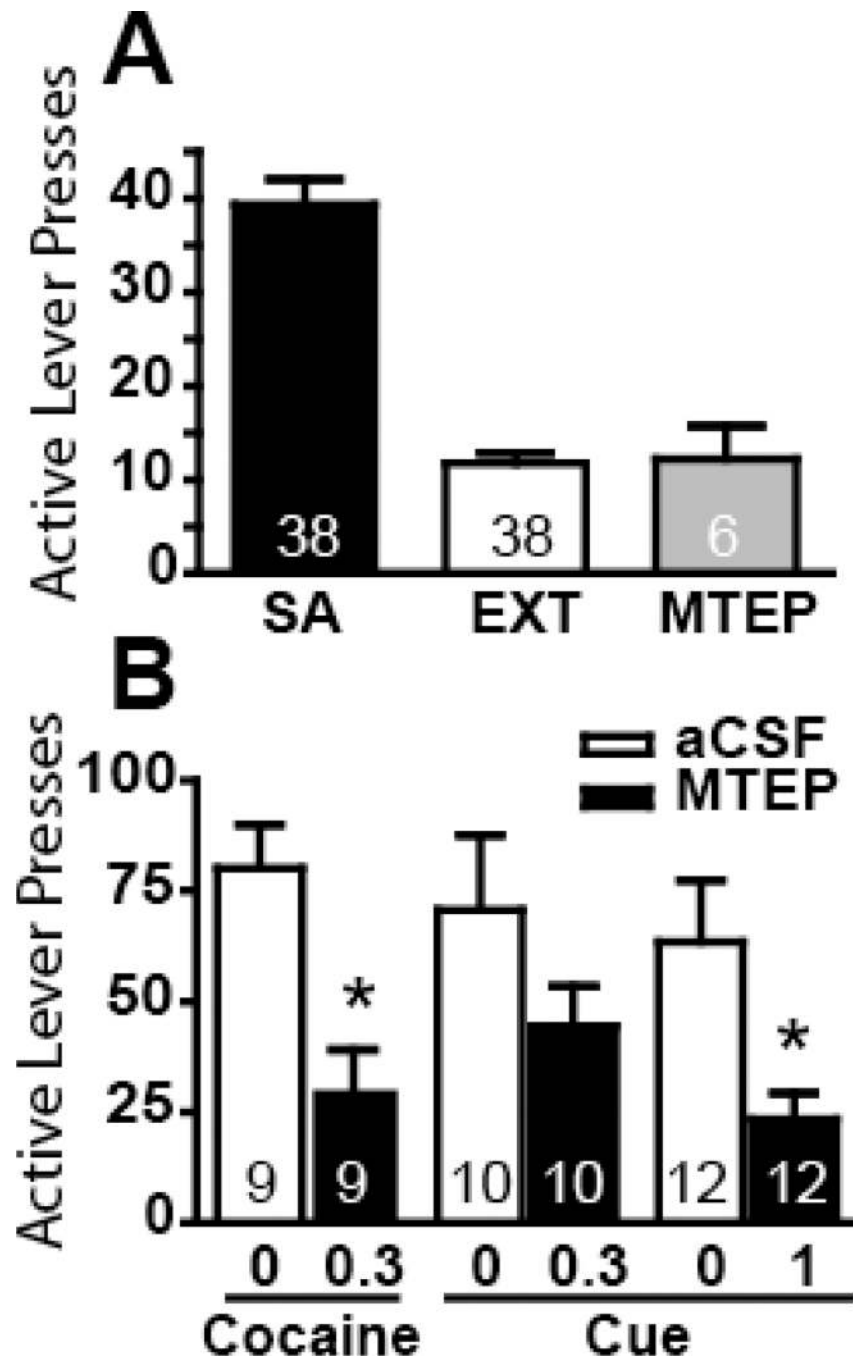 A
Active Lever Presses
40
30
20
10
0
38 38 6
SA EXT MTEP
B
Active Lever Presses
aCSF
MTEP
100
75
50
25
0
* *
9 9 10 10 12 12
0 0.3 0 0.3 0 1
Cocaine Cue